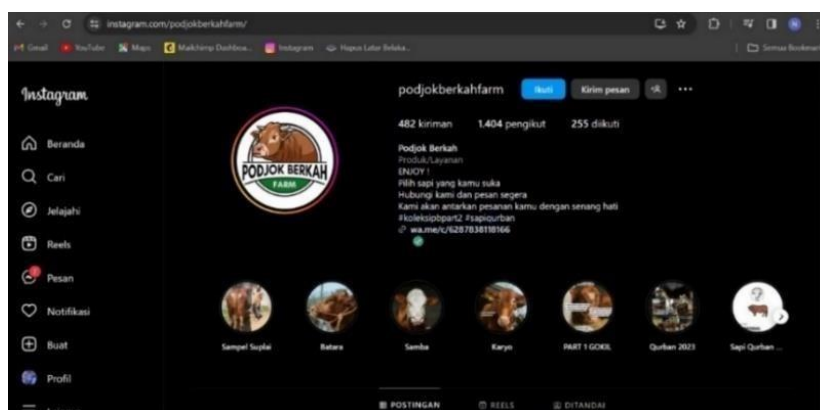 instagram.com/podjokberkahfarm/
Gmail YouTube Maps Mailchimp Dashboa... Instagram Hapus Latar Belaka... Semua Bookmar
Instagram
Beranda
Cari
Jelajahi
Reels
Pesan
Notifikasi
Buat
Profil
podjokberkahfarm Ikuti Kirim pesan
482 kiriman 1.404 pengikut 255 diikuti
Podjok Berkah
Produk/Layanan
ENJOY !
Pilih sapi yang kamu suka
Hubungi kami dan pesan segera
Kami akan antarkan pesanan kamu dengan senang hati
#koleksipbpart2 #sapiqurban
wa.me/c/6287838118166
PODJOK BERKAH
FARM
Sampel Suplai Batara Samba Karyo PART 1 GOKIL Qurban 2023 Sapi Qurban ...
POSTINGAN REELS DITANDAI